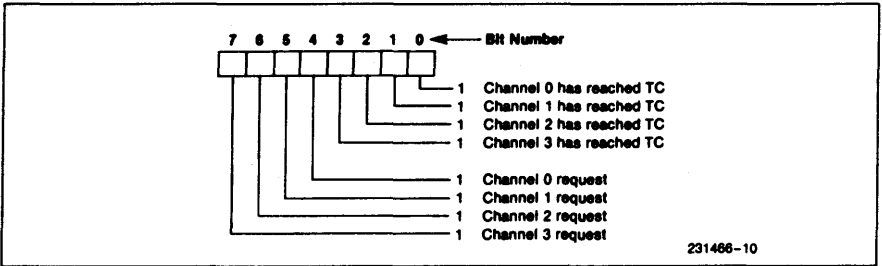 7 6 5 4 3 2 1 0 Bit Number
1 Channel 0 has reached TC
1 Channel 1 has reached TC
1 Channel 2 has reached TC
1 Channel 3 has reached TC
1 Channel 0 request
1 Channel 1 request
1 Channel 2 request
1 Channel 3 request
231466-10